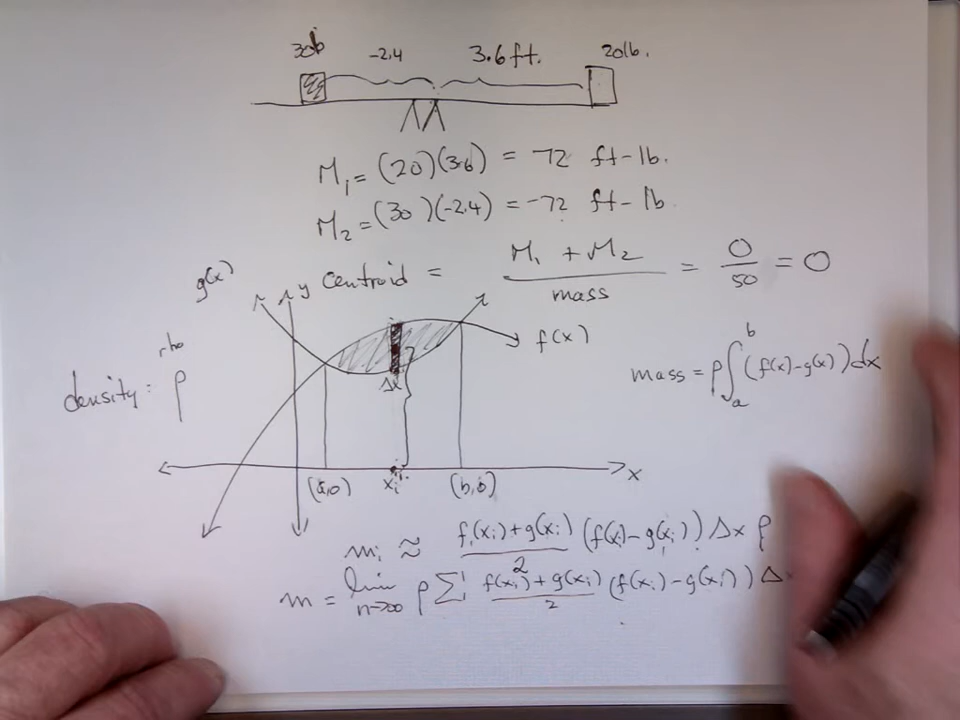 30lb -2.4 3.6 ft. 20lb.
M₁ = (20)(3.6) = 72 ft-lb.
M₂ = (30)(-2.4) = -72 ft-lb
g(x) y centroid = (M₁ + M₂)/mass = 0/50 = 0
f(x)
rho
density: ρ
mass = ρ∫ₐᵇ (f(x)-g(x))dx
Δx
x
(a,0) xᵢ
mᵢ ≈ (f(xᵢ)+g(xᵢ))/2 (f(xᵢ)-g(xᵢ)) Δx ρ
m = lim n→∞ ρ Σ (f(xᵢ)+g(xᵢ))/2 (f(xᵢ)-g(xᵢ)) Δ